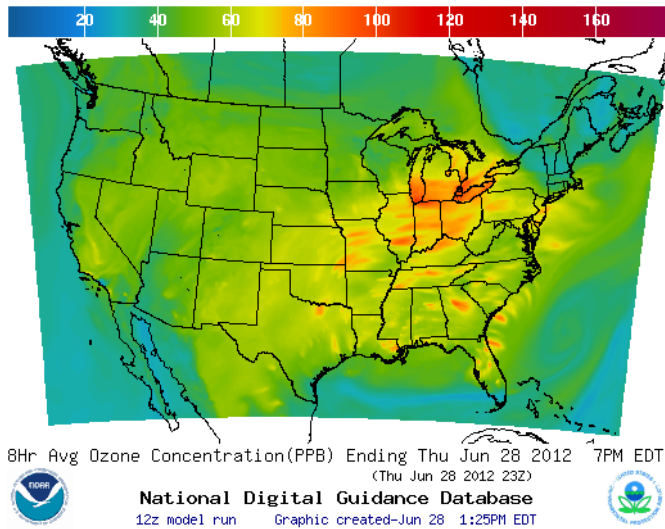 20 40 60 80 100 120 140 160
8Hr Avg Ozone Concentration(PPB) Ending Thu Jun 28 2012 7PM EDT
(Thu Jun 28 2012 23Z)
NOAA
National Digital Guidance Database
12z model run Graphic created-Jun 28 1:25PM EDT